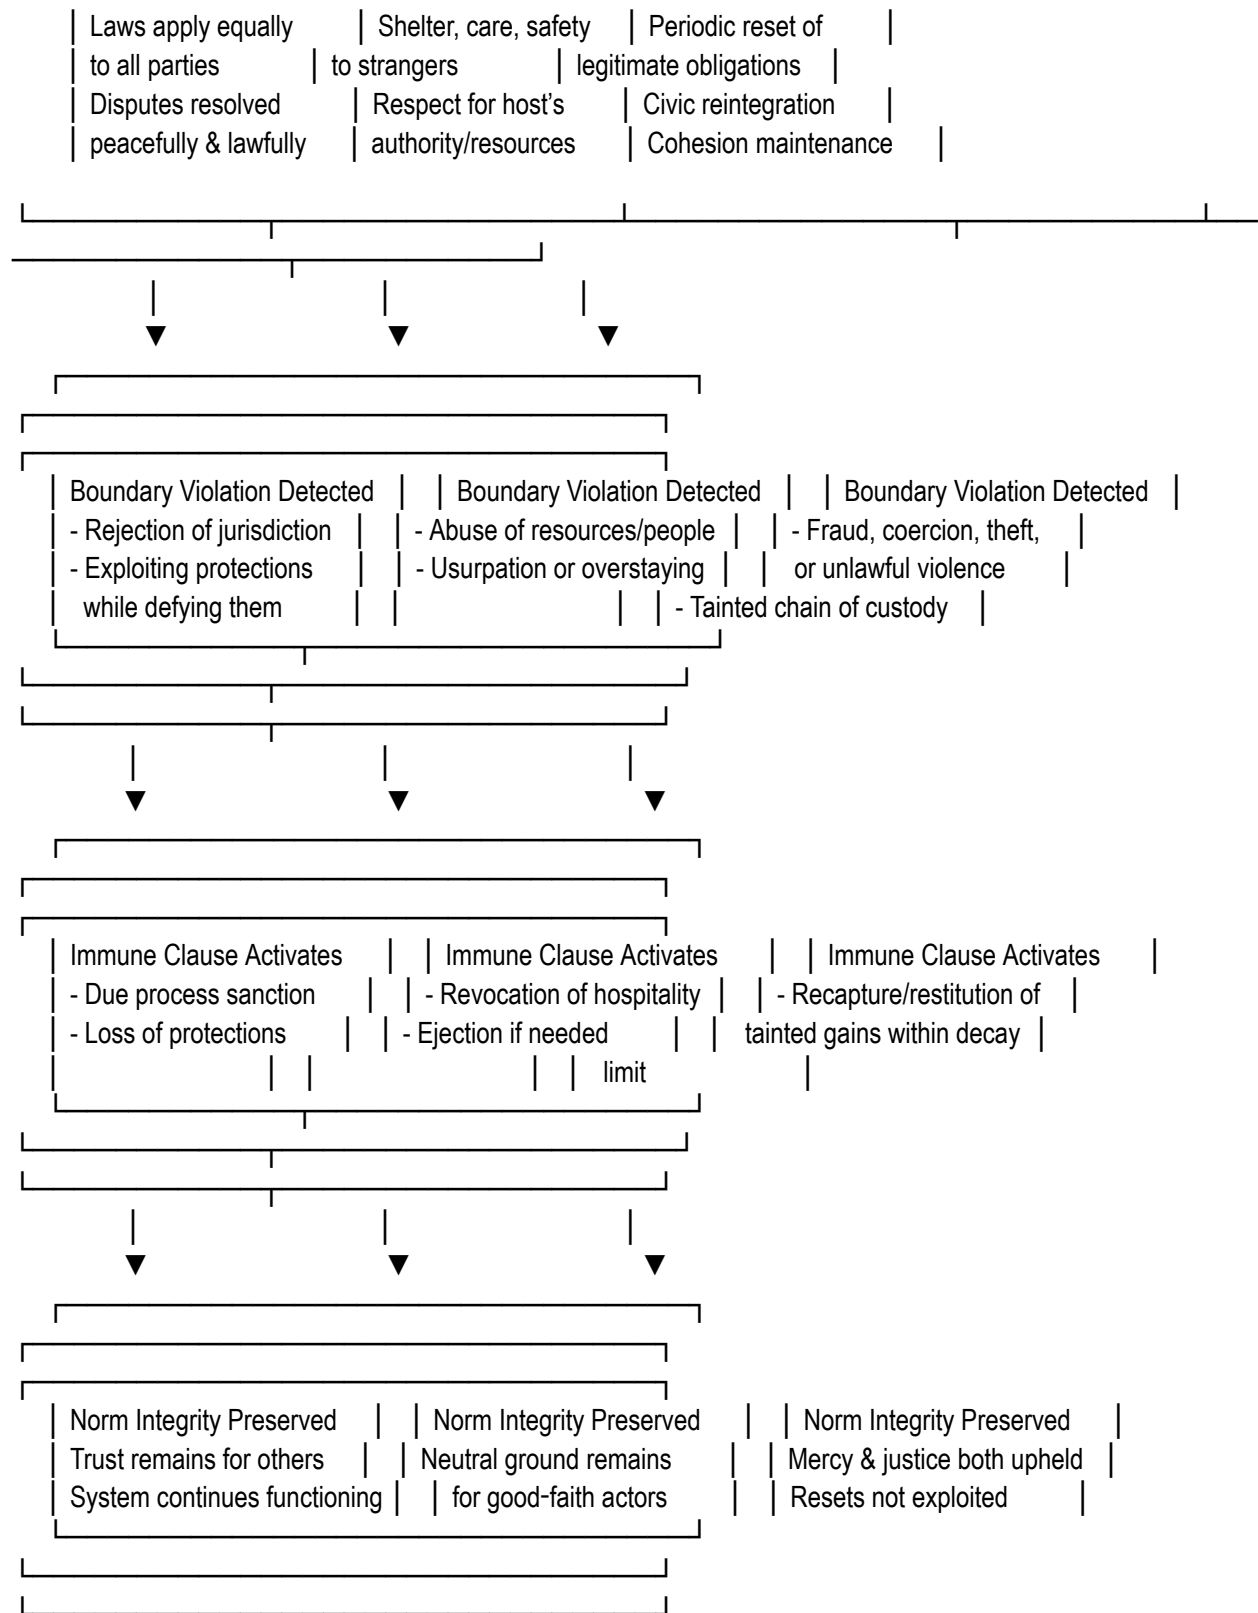 | Laws apply equally | Shelter, care, safety | Periodic reset of |
| to all parties | to strangers | legitimate obligations |
| Disputes resolved | Respect for host’s | Civic reintegration |
| peacefully & lawfully | authority/resources | Cohesion maintenance |
| Boundary Violation Detected | | Boundary Violation Detected | | Boundary Violation Detected |
| - Rejection of jurisdiction | | - Abuse of resources/people | | - Fraud, coercion, theft, |
| - Exploiting protections | | - Usurpation or overstaying | | or unlawful violence |
| while defying them | | | | - Tainted chain of custody |
| Immune Clause Activates | | Immune Clause Activates | | Immune Clause Activates |
| - Due process sanction | | - Revocation of hospitality | | - Recapture/restitution of |
| - Loss of protections | | - Ejection if needed | | tainted gains within decay |
| | | | | limit |
| Norm Integrity Preserved | | Norm Integrity Preserved | | Norm Integrity Preserved |
| Trust remains for others | | Neutral ground remains | | Mercy & justice both upheld |
| System continues functioning | | for good-faith actors | | Resets not exploited |